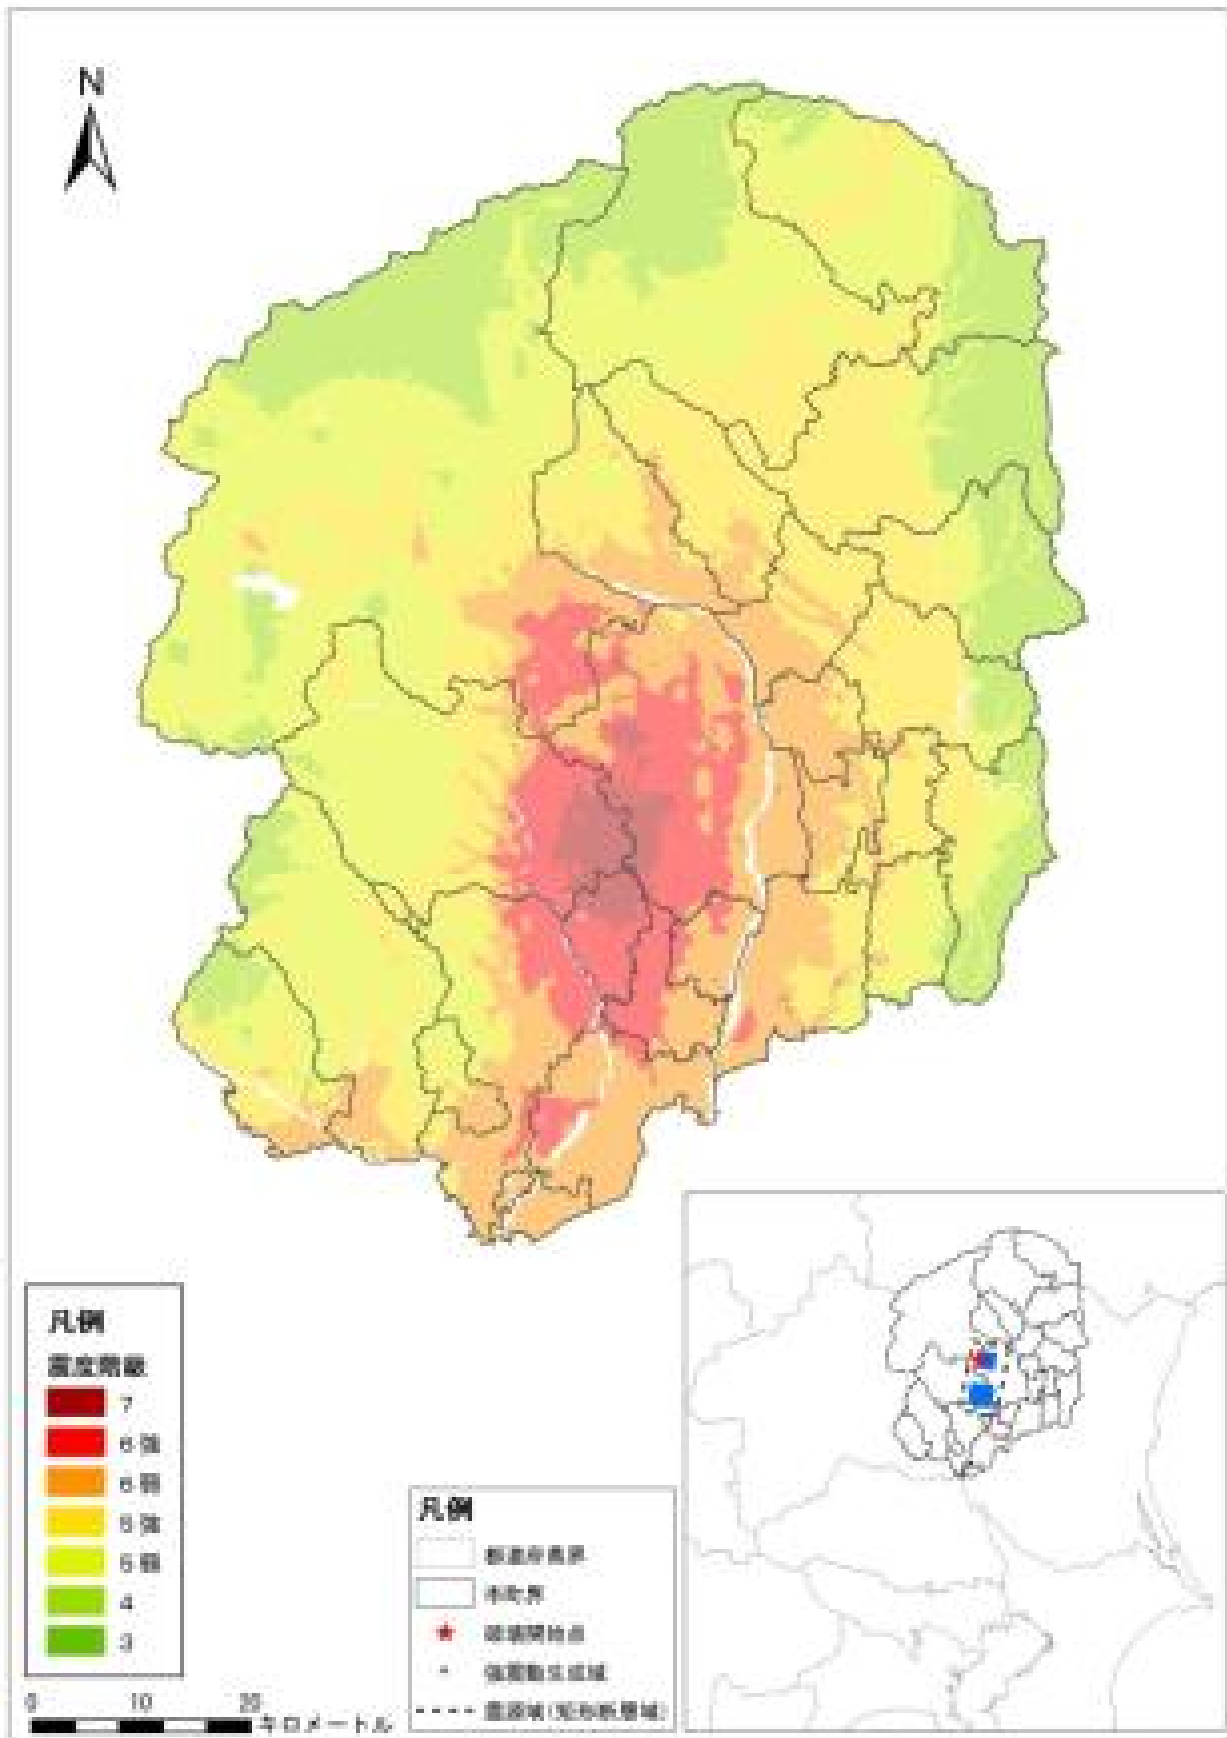 N
凡例
震度階級
7
6強
6弱
5強
5弱
4
3
0 10 20
キロメートル
凡例
都道府県界
市町界
破壊開始点
強震動生成域
震源域(矩形断層域)